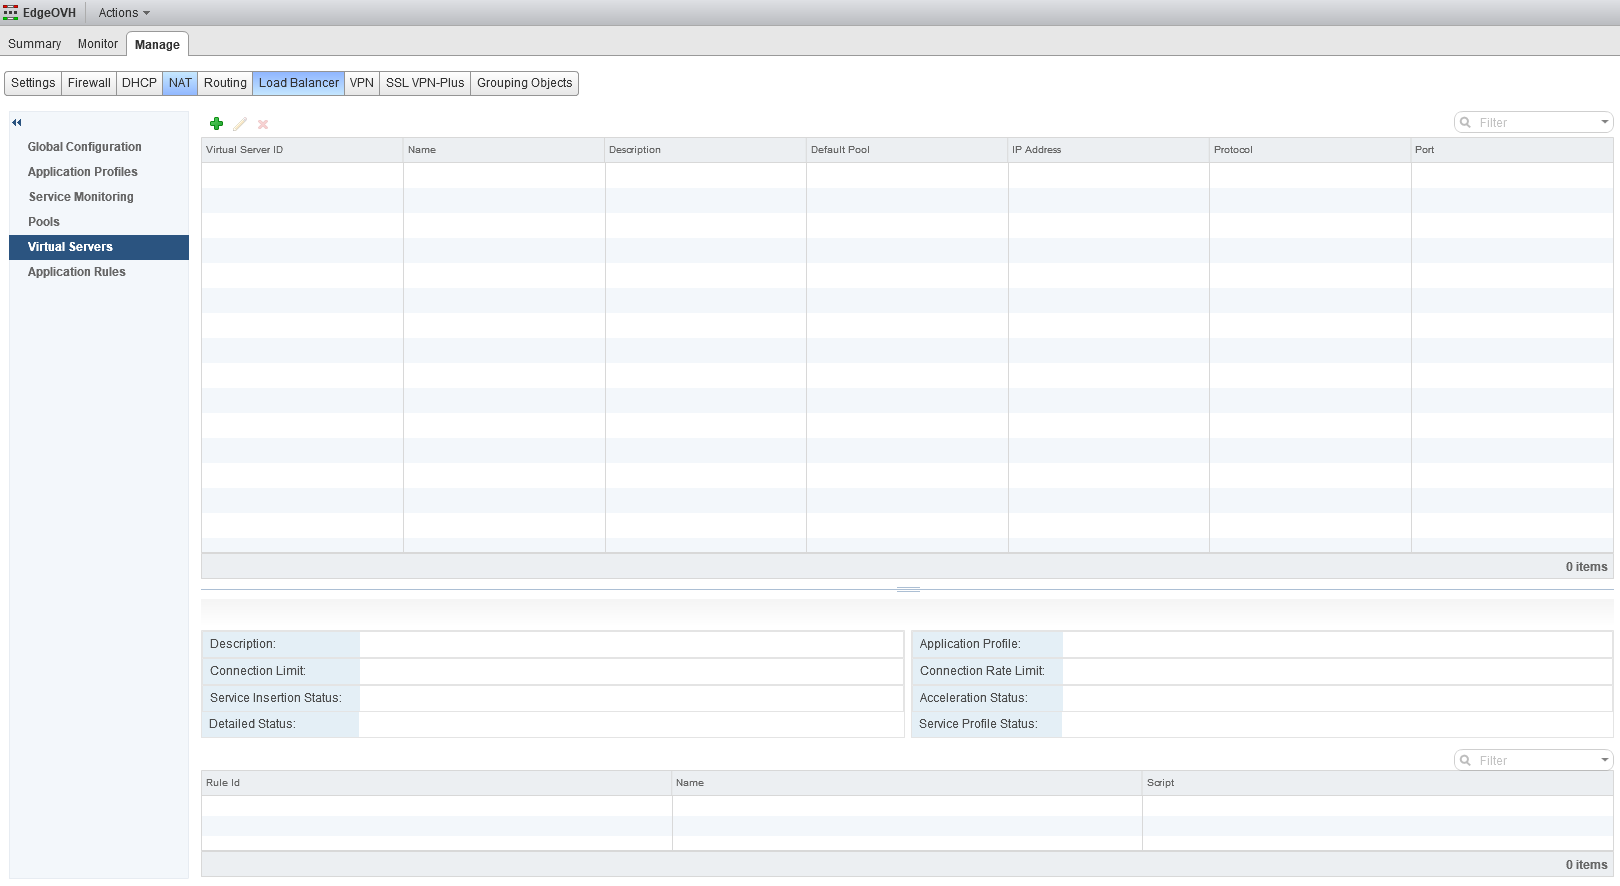 EdgeOVH Actions
Summary Monitor Manage
Settings Firewall DHCP NAT Routing Load Balancer VPN SSL VPN-Plus Grouping Objects
Filter
Global Configuration
Application Profiles
Service Monitoring
Pools
Virtual Servers
Application Rules
Virtual Server ID Name Description Default Pool IP Address Protocol Port
0 items
Description: Application Profile:
Connection Limit: Connection Rate Limit:
Service Insertion Status: Acceleration Status:
Detailed Status: Service Profile Status:
Filter
Rule Id Name Script
0 items